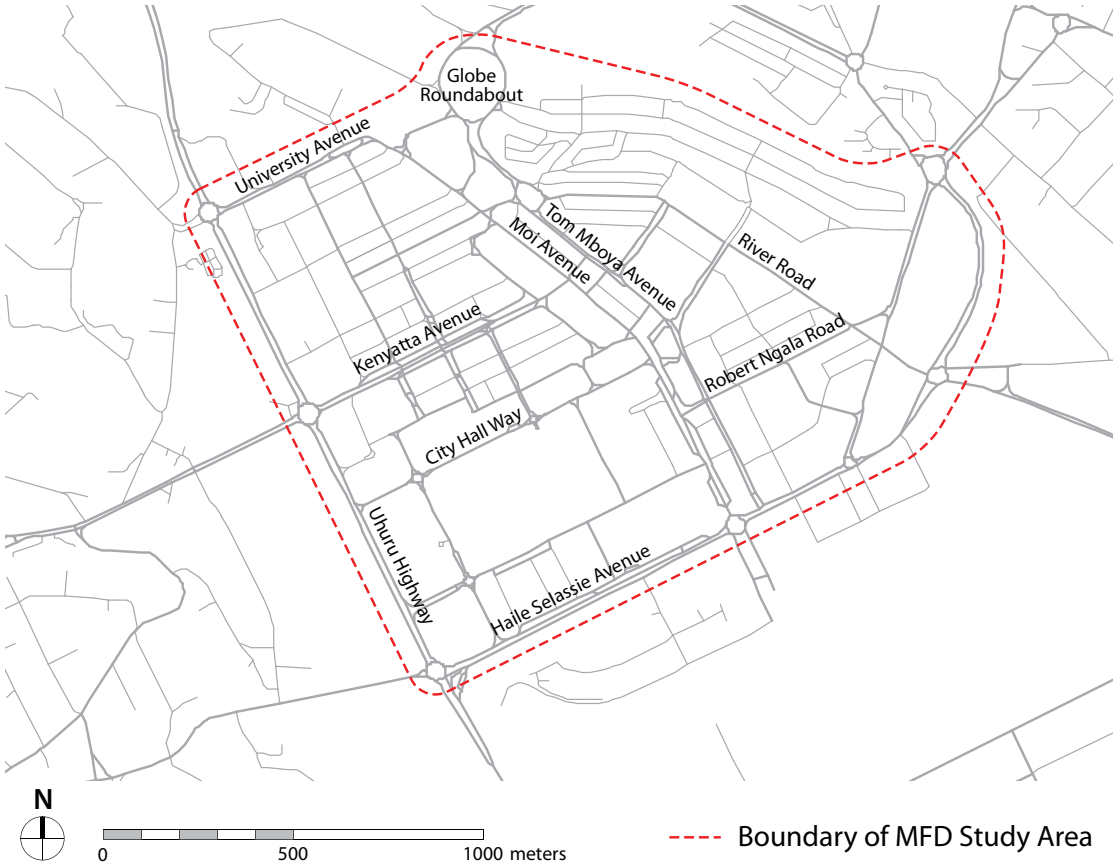 Globe
Roundabout
University Avenue
Tom Mboya Avenue
Moi Avenue
River Road
Kenyatta Avenue
Robert Ngala Road
City Hall Way
Uhuru Highway
Haile Selassie Avenue
N
0 500 1000 meters
Boundary of MFD Study Area